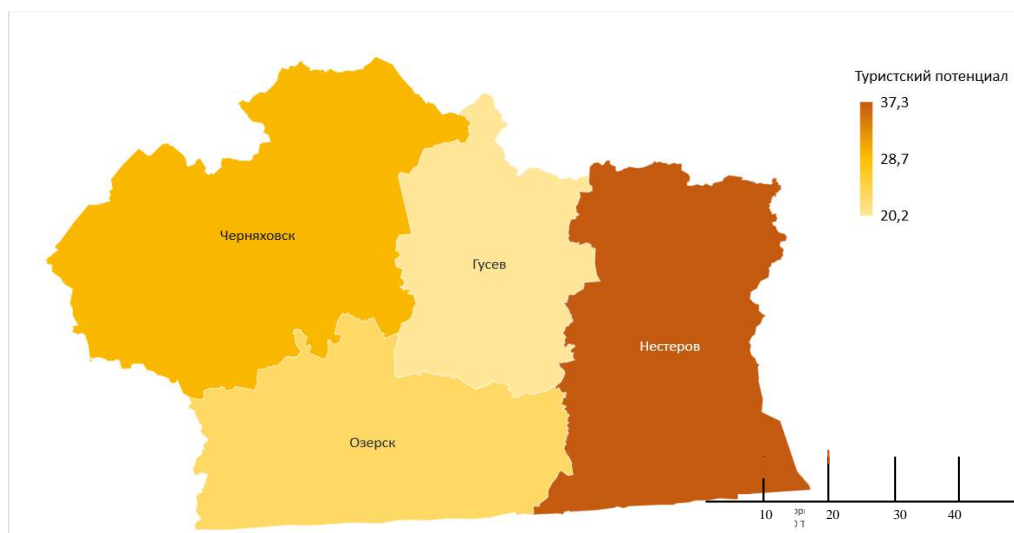 Туристский потенциал
37,3
28,7
20,2
Черняховск
Гусев
Нестеров
Озерск
10 20 30 40